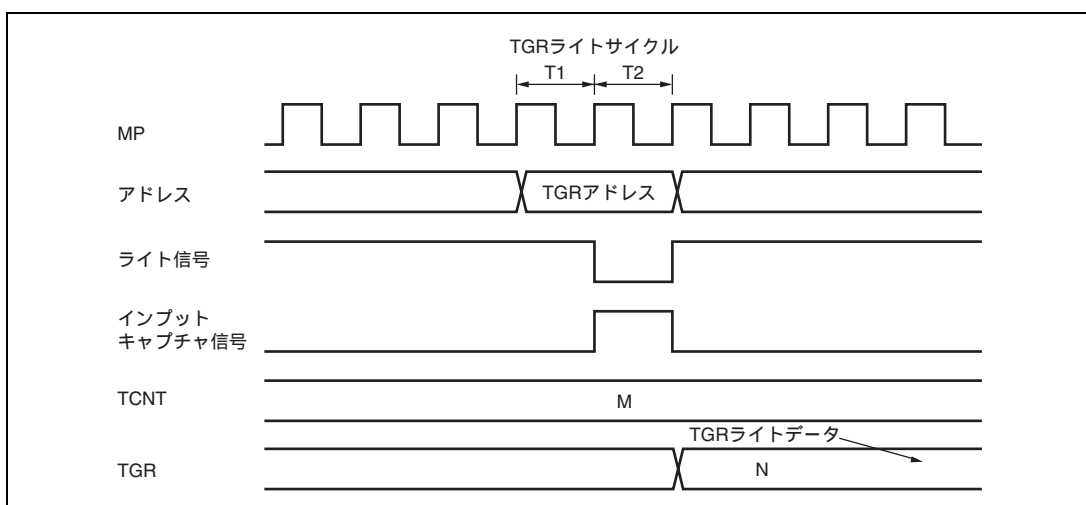 TGRライトサイクル
T1 T2
MP
アドレス TGRアドレス
ライト信号
インプット
キャプチャ信号
TCNT M
TGRライトデータ
TGR N